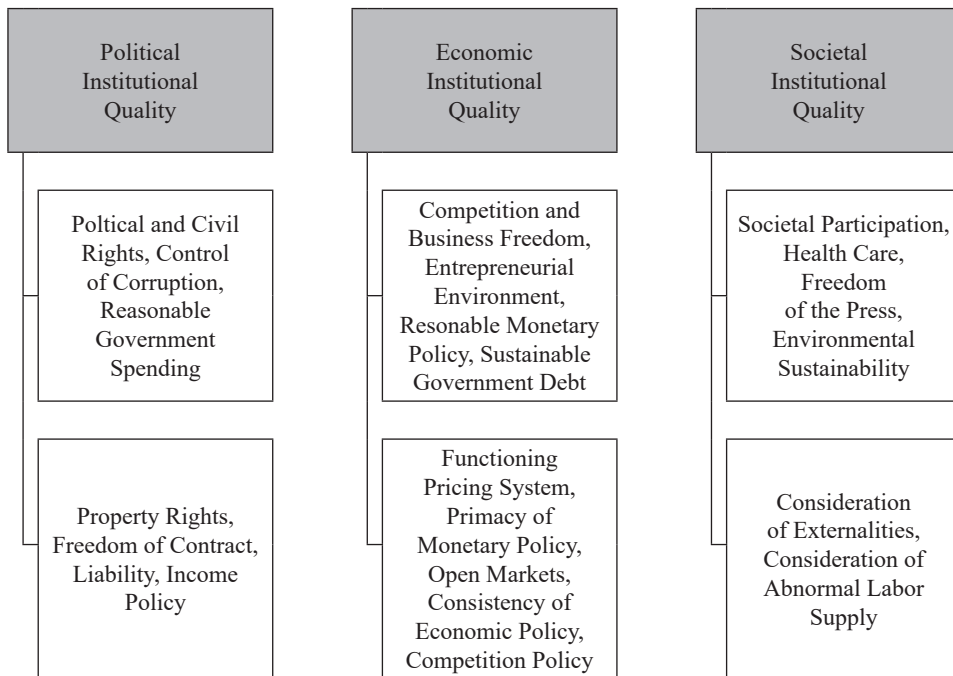 Political
Institutional
Quality
Economic
Institutional
Quality
Societal
Institutional
Quality
Poltical and Civil
Rights, Control
of Corruption,
Reasonable
Government
Spending
Competition and
Business Freedom,
Entrepreneurial
Environment,
Resonable Monetary
Policy, Sustainable
Government Debt
Societal Participation,
Health Care,
Freedom
of the Press,
Environmental
Sustainability
Property Rights,
Freedom of Contract,
Liability, Income
Policy
Functioning
Pricing System,
Primacy of
Monetary Policy,
Open Markets,
Consistency of
Economic Policy,
Competition Policy
Consideration
of Externalities,
Consideration of
Abnormal Labor
Supply